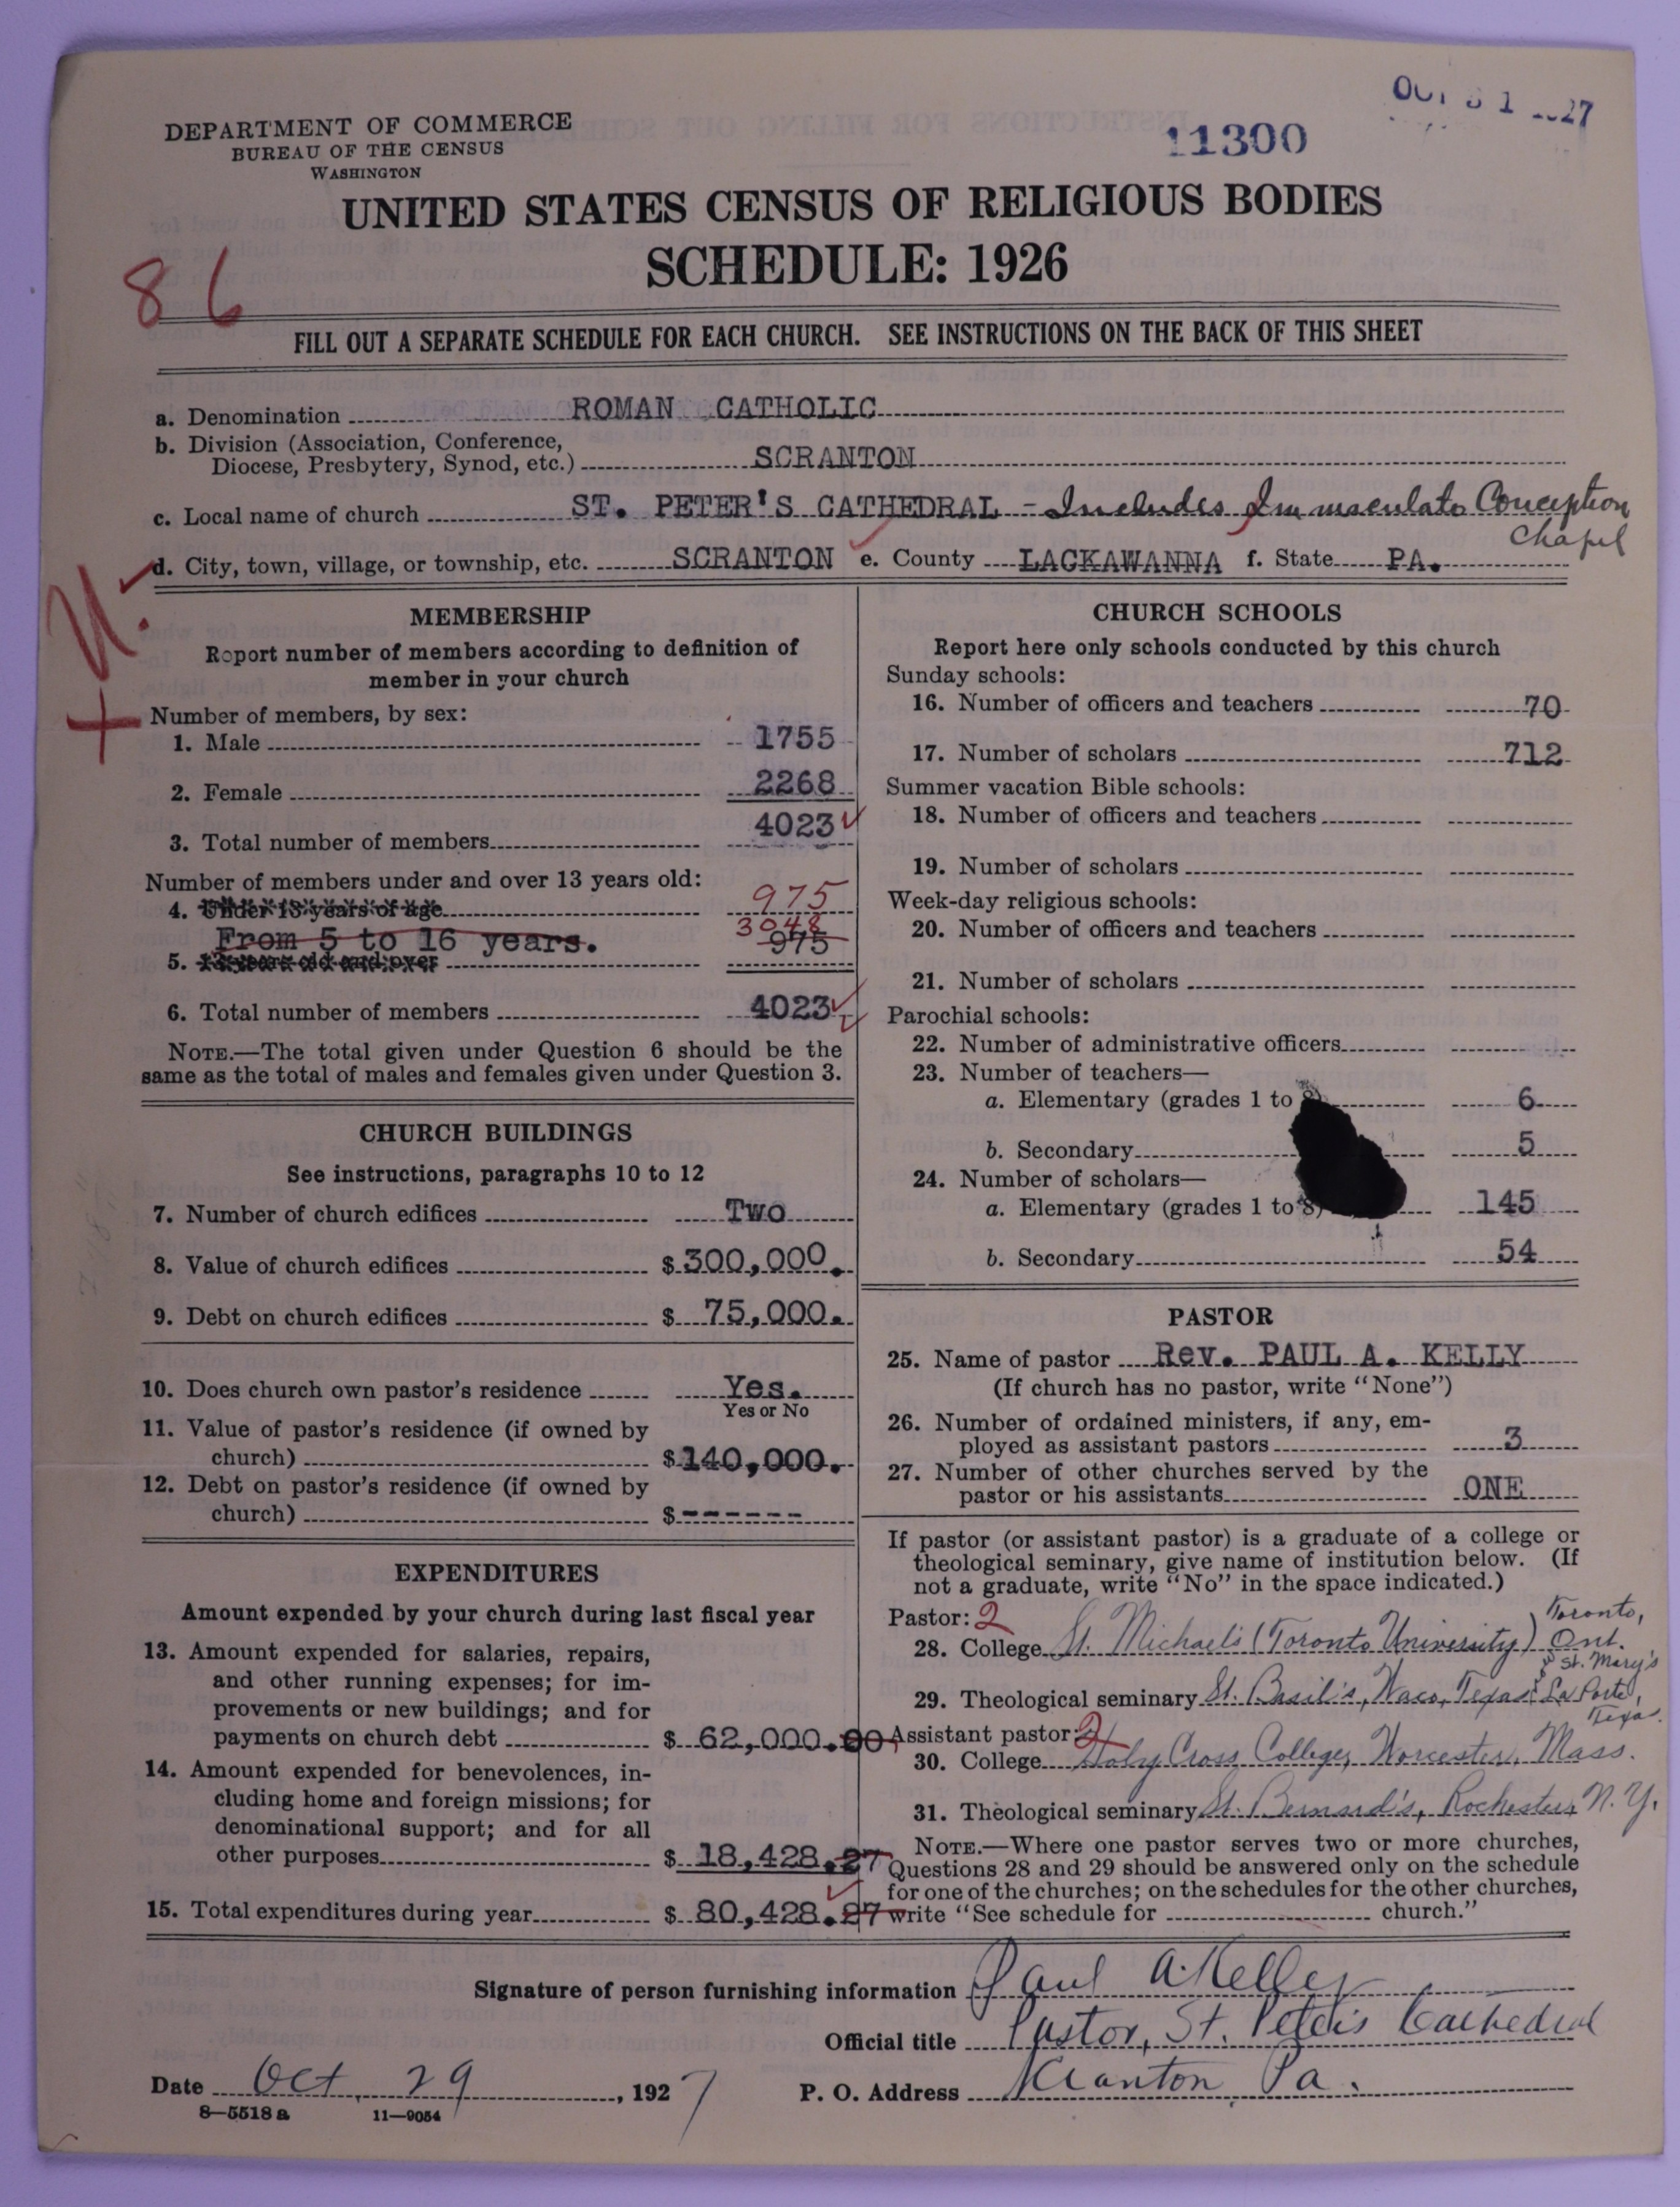 11300
DEPARTMENT OF COMMERCE
BUREAU OF THE CENSUS
WASHINGTON
UNITED STATES CENSUS OF RELIGIOUS BODIES
SCHEDULE: 1926
86
FILL OUT A SEPARATE SCHEDULE FOR EACH CHURCH. SEE INSTRUCTIONS ON THE BACK OF THIS SHEET
a. Denomination ROMAN CATHOLIC
b. Division (Association, Conference,
Diocese, Presbytery, Synod, etc.) SCRANTON
c. Local name of church ST. PETER'S CATHEDRAL - Includes Immaculate Conception
Chapel
d. City, town, village, or township, etc. SCRANTON e. County LACKAWANNA f. State PA.
MEMBERSHIP
Report number of members according to definition of
member in your church
Number of members, by sex:
1. Male 1755
2. Female 2268
3. Total number of members 4023
Number of members under and over 13 years old:
4. Under 13 years of age 975
3048
From 5 to 16 years. 975
5. 13 years old and over
6. Total number of members 4023
NOTE.—The total given under Question 6 should be the
same as the total of males and females given under Question 3.
CHURCH BUILDINGS
See instructions, paragraphs 10 to 12
7. Number of church edifices Two
8. Value of church edifices $300,000.
9. Debt on church edifices $ 75,000.
10. Does church own pastor's residence Yes.
Yes or No
11. Value of pastor's residence (if owned by
church) $140,000.
12. Debt on pastor's residence (if owned by
church) $-------
EXPENDITURES
Amount expended by your church during last fiscal year
13. Amount expended for salaries, repairs,
and other running expenses; for im-
provements or new buildings; and for
payments on church debt $ 62,000.00
14. Amount expended for benevolences, in-
cluding home and foreign missions; for
denominational support; and for all
other purposes $ 18,428.27
15. Total expenditures during year $ 80,428.27
CHURCH SCHOOLS
Report here only schools conducted by this church
Sunday schools:
16. Number of officers and teachers 70
17. Number of scholars 712
Summer vacation Bible schools:
18. Number of officers and teachers
19. Number of scholars
Week-day religious schools:
20. Number of officers and teachers
21. Number of scholars
Parochial schools:
22. Number of administrative officers
23. Number of teachers—
a. Elementary (grades 1 to 8) 6
b. Secondary 5
24. Number of scholars—
a. Elementary (grades 1 to 8) 145
b. Secondary 54
PASTOR
25. Name of pastor Rev. PAUL A. KELLY
(If church has no pastor, write "None")
26. Number of ordained ministers, if any, em-
ployed as assistant pastors 3
27. Number of other churches served by the
pastor or his assistants ONE
If pastor (or assistant pastor) is a graduate of a college or
theological seminary, give name of institution below. (If
not a graduate, write "No" in the space indicated.)
Pastor: 2
28. College St. Michael's (Toronto University) Toronto, Ont.
29. Theological seminary St. Basil's, Waco, Texas & St. Mary's La Porte, Texas.
Assistant pastor: 2
30. College Holy Cross College, Worcester, Mass.
31. Theological seminary St. Bernard's, Rochester, N.Y.
NOTE.—Where one pastor serves two or more churches,
Questions 28 and 29 should be answered only on the schedule
for one of the churches; on the schedules for the other churches,
write "See schedule for church."
Signature of person furnishing information Paul A. Kelley
Official title Pastor, St. Peter's Cathedral
Date Oct. 29, 1927 P. O. Address Scranton Pa.
8—5518 a 11—9054